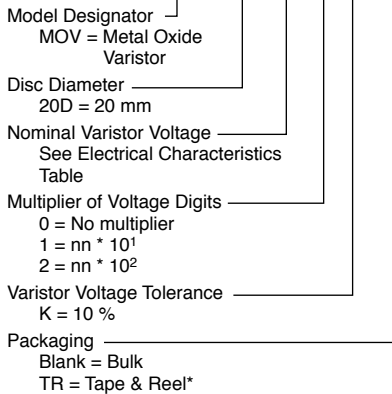 Model Designator
MOV = Metal Oxide
Varistor
Disc Diameter
20D = 20 mm
Nominal Varistor Voltage
See Electrical Characteristics
Table
Multiplier of Voltage Digits
0 = No multiplier
1 = nn * 10¹
2 = nn * 10²
Varistor Voltage Tolerance
K = 10 %
Packaging
Blank = Bulk
TR = Tape & Reel*